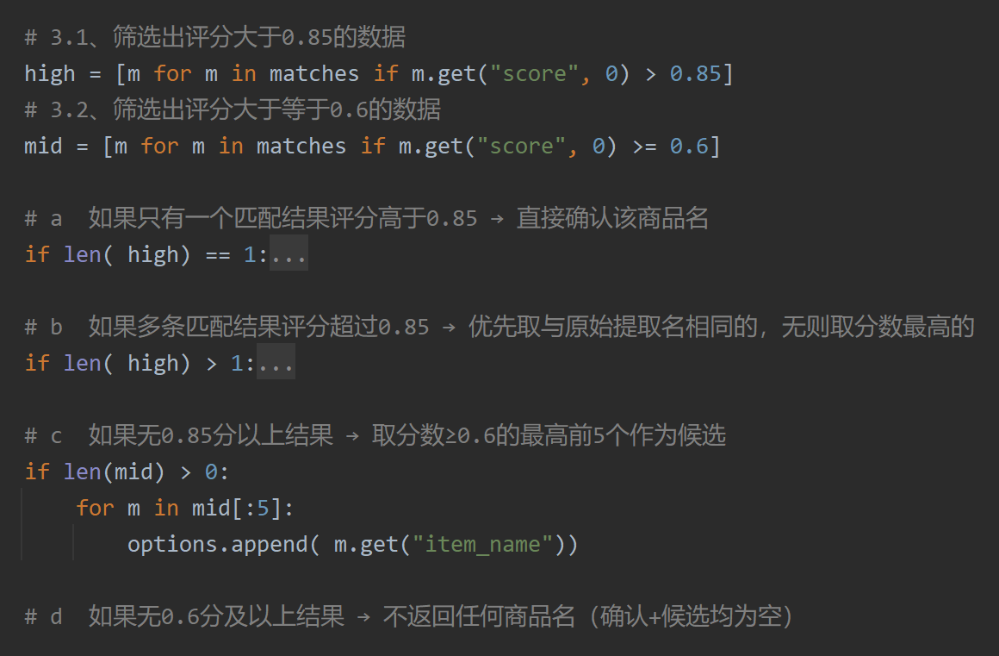 # 3.1、筛选出评分大于0.85的数据
high = [m for m in matches if m.get("score", 0) > 0.85]
# 3.2、筛选出评分大于等于0.6的数据
mid = [m for m in matches if m.get("score", 0) >= 0.6]
# a  如果只有一个匹配结果评分高于0.85 → 直接确认该商品名
if len( high) == 1:...
# b  如果多条匹配结果评分超过0.85 → 优先取与原始提取名相同的，无则取分数最高的
if len( high) > 1:...
# c  如果无0.85分以上结果 → 取分数≥0.6的最高前5个作为候选
if len(mid) > 0:
    for m in mid[:5]:
        options.append( m.get("item_name"))
# d  如果无0.6分及以上结果 → 不返回任何商品名（确认+候选均为空）